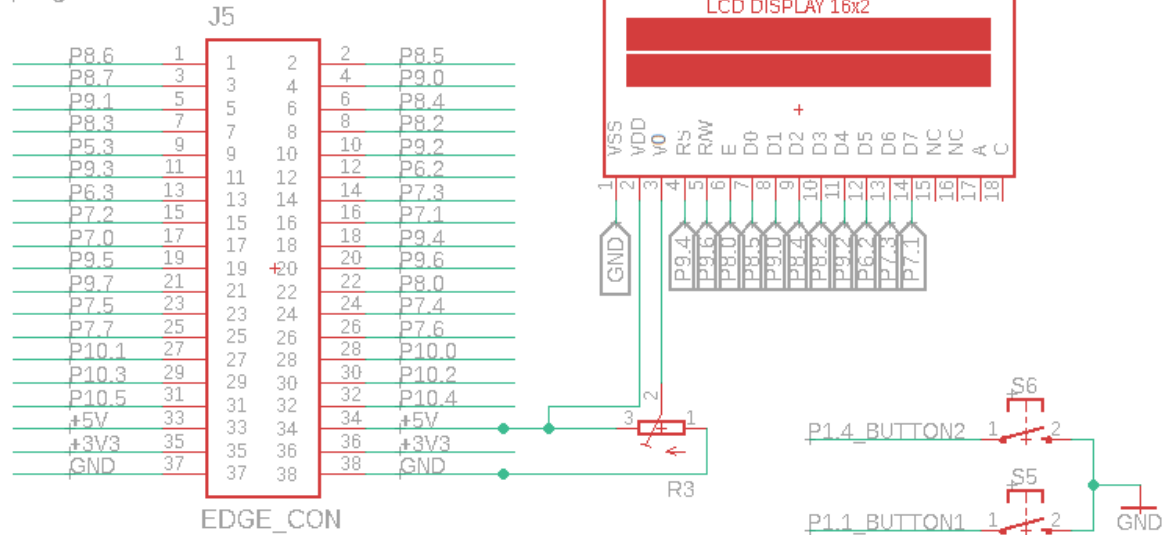 J5
P8.6 1 1 2 2 P8.5
P8.7 3 3 4 4 P9.0
P9.1 5 5 6 6 P8.4
P8.3 7 7 8 8 P8.2
P5.3 9 9 10 10 P9.2
P9.3 11 11 12 12 P6.2
P6.3 13 13 14 14 P7.3
P7.2 15 15 16 16 P7.1
P7.0 17 17 18 18 P9.4
P9.5 19 19 20 20 P9.6
P9.7 21 21 22 22 P8.0
P7.5 23 23 24 24 P7.4
P7.7 25 25 26 26 P7.6
P10.1 27 27 28 28 P10.0
P10.3 29 29 30 30 P10.2
P10.5 31 31 32 32 P10.4
+5V 33 33 34 34 +5V
+3V3 35 35 36 36 +3V3
GND 37 37 38 38 GND
EDGE_CON
LCD DISPLAY 16x2
VSS VDD V0 RS R/W E D0 D1 D2 D3 D4 D5 D6 D7 NC NC A C
1 2 3 4 5 6 7 8 9 10 11 12 13 14 15 16 17 18
GND P9.4 P9.6 P8.0 P8.5 P9.0 P8.4 P8.2 P9.2 P6.2 P7.3 P7.1
2
3 1
R3
S6
P1.4_BUTTON2 1 2
S5
P1.1_BUTTON1 1 2
GND